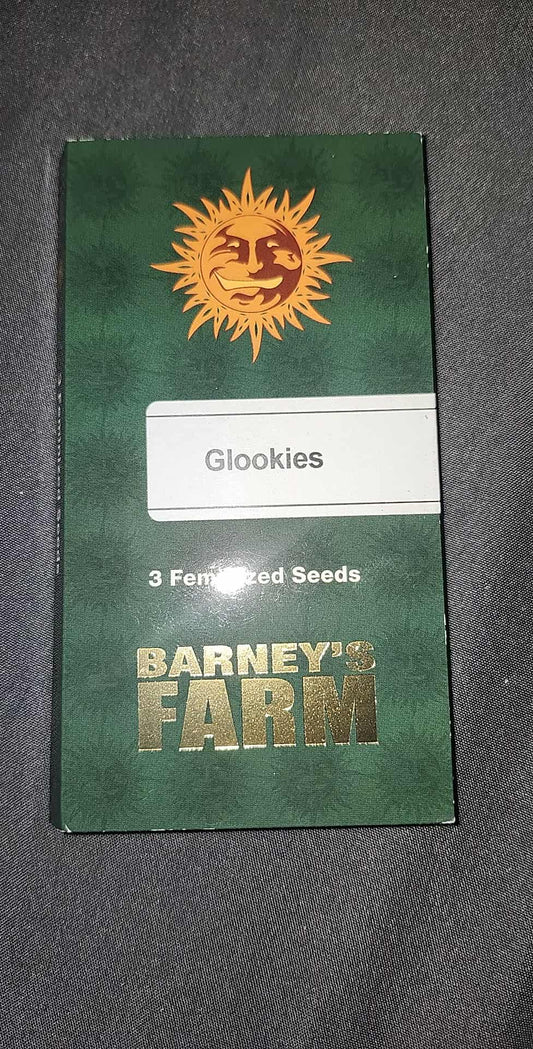 Glookies
3 Feminized Seeds
BARNEY'S
FARM